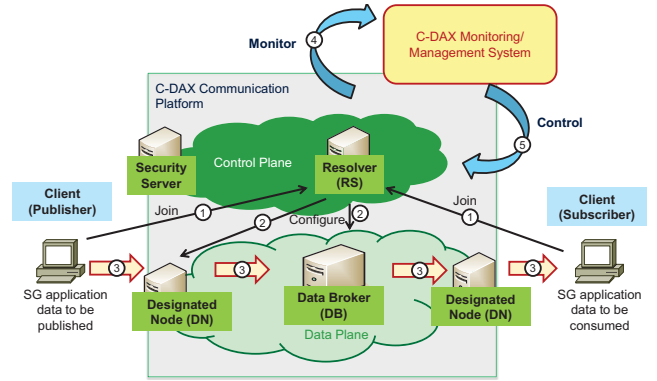 C-DAX Monitoring/
Management System
4
Monitor
C-DAX Communication
Platform
Control
5
Security
Server
Control Plane
Resolver
(RS)
Client
(Publisher)
Join
1
2
Configure
2
Join
1
Client
(Subscriber)
3
3
3
3
SG application
data to be
published
Designated
Node (DN)
Data Broker
(DB)
Data Plane
Designated
Node (DN)
SG application
data to be
consumed